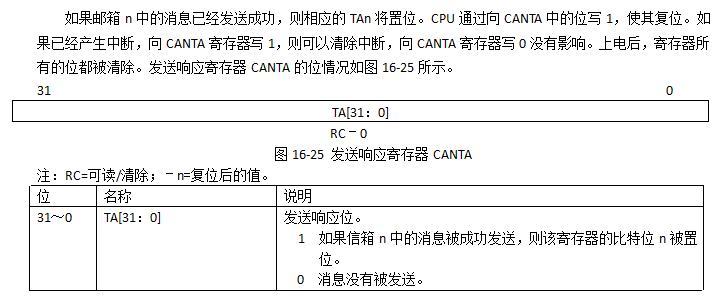 如果邮箱 n 中的消息已经发送成功，则相应的 TAn 将置位。CPU 通过向 CANTA 中的位写 1，使其复位。如
果已经产生中断，向 CANTA 寄存器写 1，则可以清除中断，向 CANTA 寄存器写 0 没有影响。上电后，寄存器所
有的位都被清除。发送响应寄存器 CANTA 的位情况如图 16-25 所示。
31 0
TA[31：0]
RC－0
图 16-25 发送响应寄存器 CANTA
注：RC=可读/清除；－n=复位后的值。
位 名称 说明
31～0 TA[31：0] 发送响应位。
1 如果信箱 n 中的消息被成功发送，则该寄存器的比特位 n 被置
位。
0 消息没有被发送。